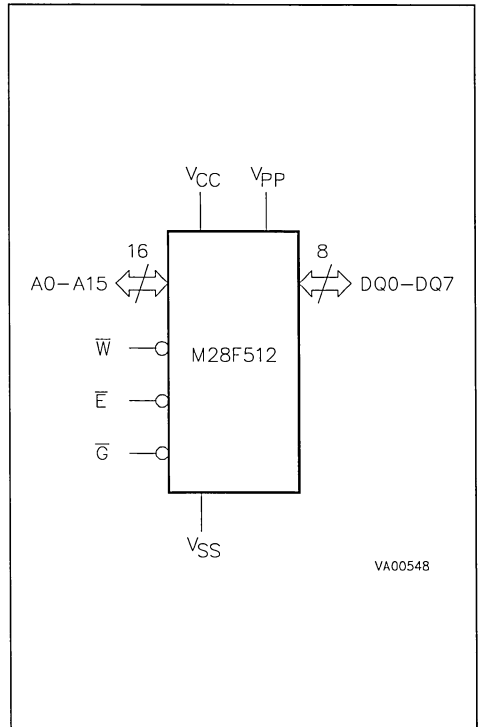 VCC VPP
16 8
A0-A15 DQ0-DQ7
W̅ M28F512
E̅
G̅
VSS
VA00548